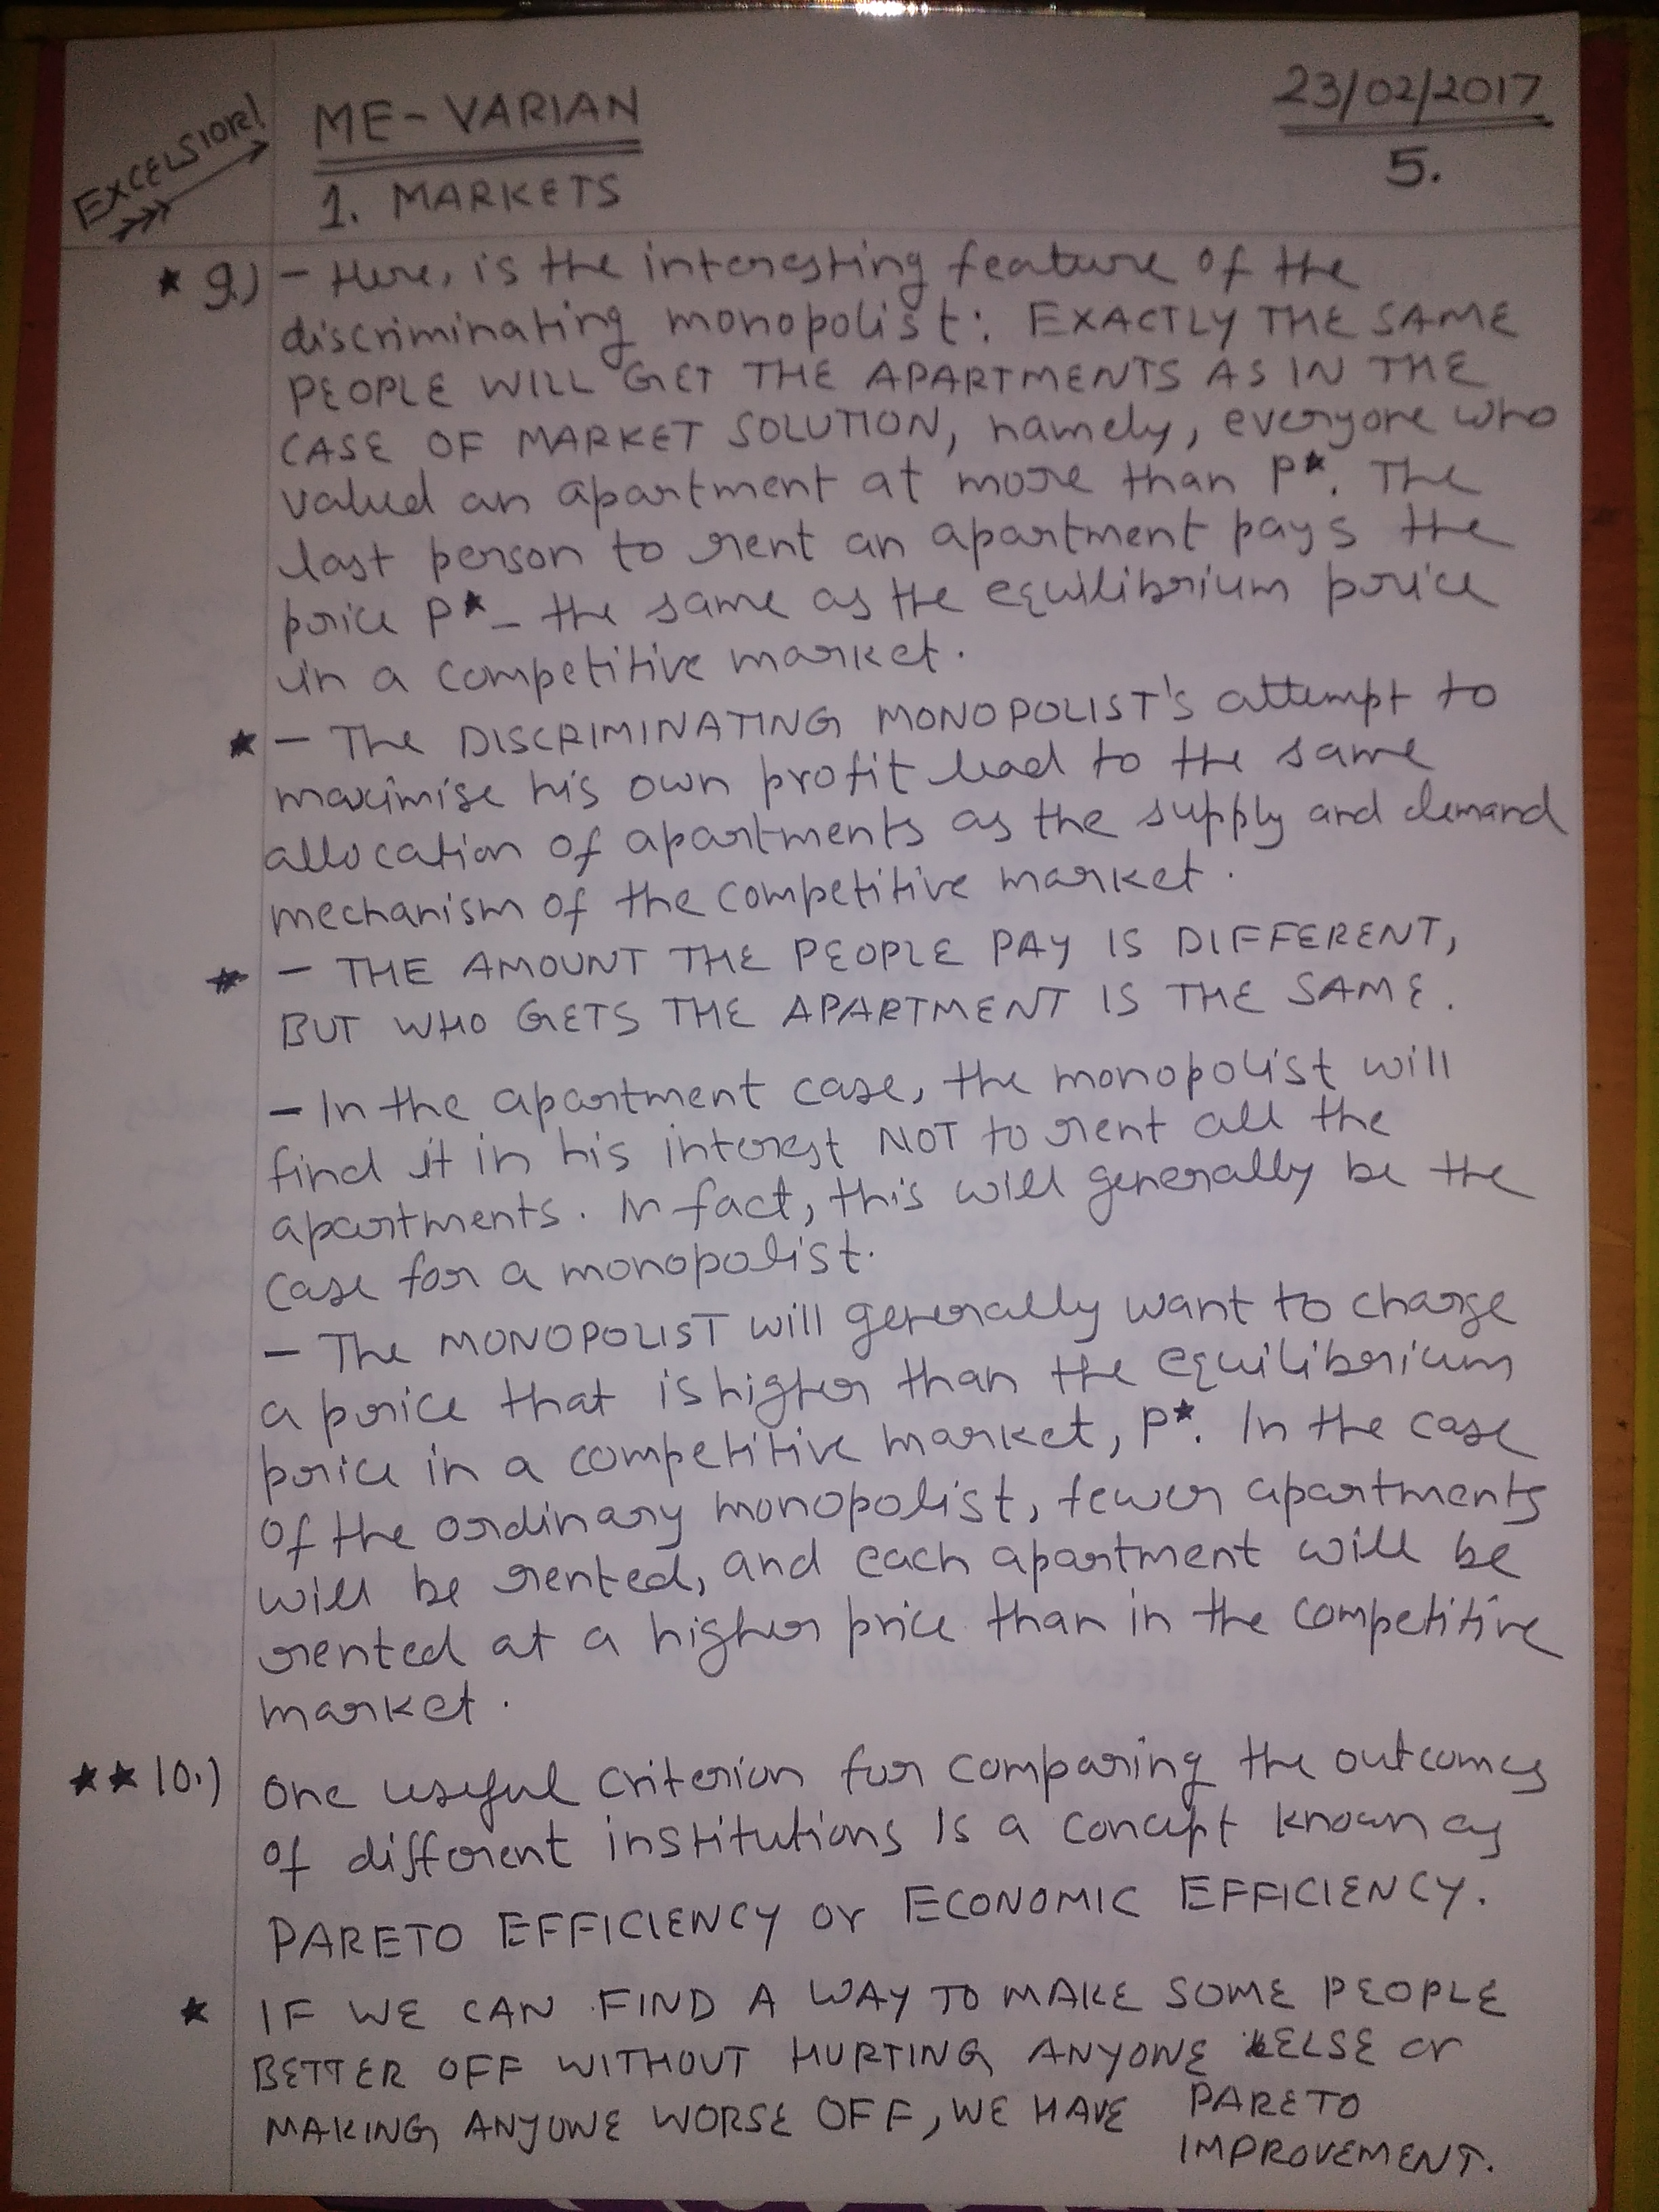 EXCELSIOR!
ME-VARIAN
23/02/2017
1. MARKETS
5.
★ 9.) - Here, is the interesting feature of the
discriminating monopolist: EXACTLY THE SAME
PEOPLE WILL GET THE APARTMENTS AS IN THE
CASE OF MARKET SOLUTION, namely, everyone who
valued an apartment at more than P*. The
last person to rent an apartment pays the
price P* - the same as the equilibrium price
in a competitive market.
★ - The DISCRIMINATING MONOPOLIST's attempt to
maximise his own profit lead to the same
allocation of apartments as the supply and demand
mechanism of the competitive market.
★ - THE AMOUNT THE PEOPLE PAY IS DIFFERENT,
BUT WHO GETS THE APARTMENT IS THE SAME.
- In the apartment case, the monopolist will
find it in his interest NOT to rent all the
apartments. In fact, this will generally be the
case for a monopolist.
- The MONOPOLIST will generally want to charge
a price that is higher than the equilibrium
price in a competitive market, P*. In the case
of the ordinary monopolist, fewer apartments
will be rented, and each apartment will be
rented at a higher price than in the competitive
market.
★★ 10.) One useful criterion for comparing the outcomes
of different institutions is a concept known as
PARETO EFFICIENCY or ECONOMIC EFFICIENCY.
★ IF WE CAN FIND A WAY TO MAKE SOME PEOPLE
BETTER OFF WITHOUT HURTING ANYONE ELSE or
MAKING ANYONE WORSE OFF, WE HAVE PARETO
IMPROVEMENT.